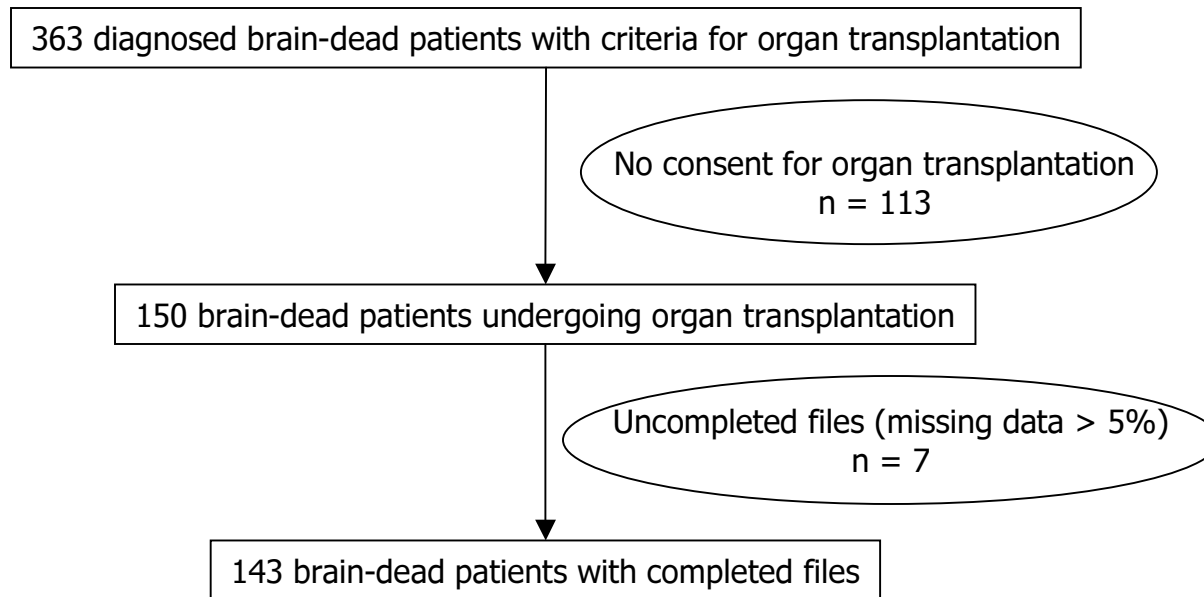 363 diagnosed brain-dead patients with criteria for organ transplantation
No consent for organ transplantation
n = 113
150 brain-dead patients undergoing organ transplantation
Uncompleted files (missing data > 5%)
n = 7
143 brain-dead patients with completed files